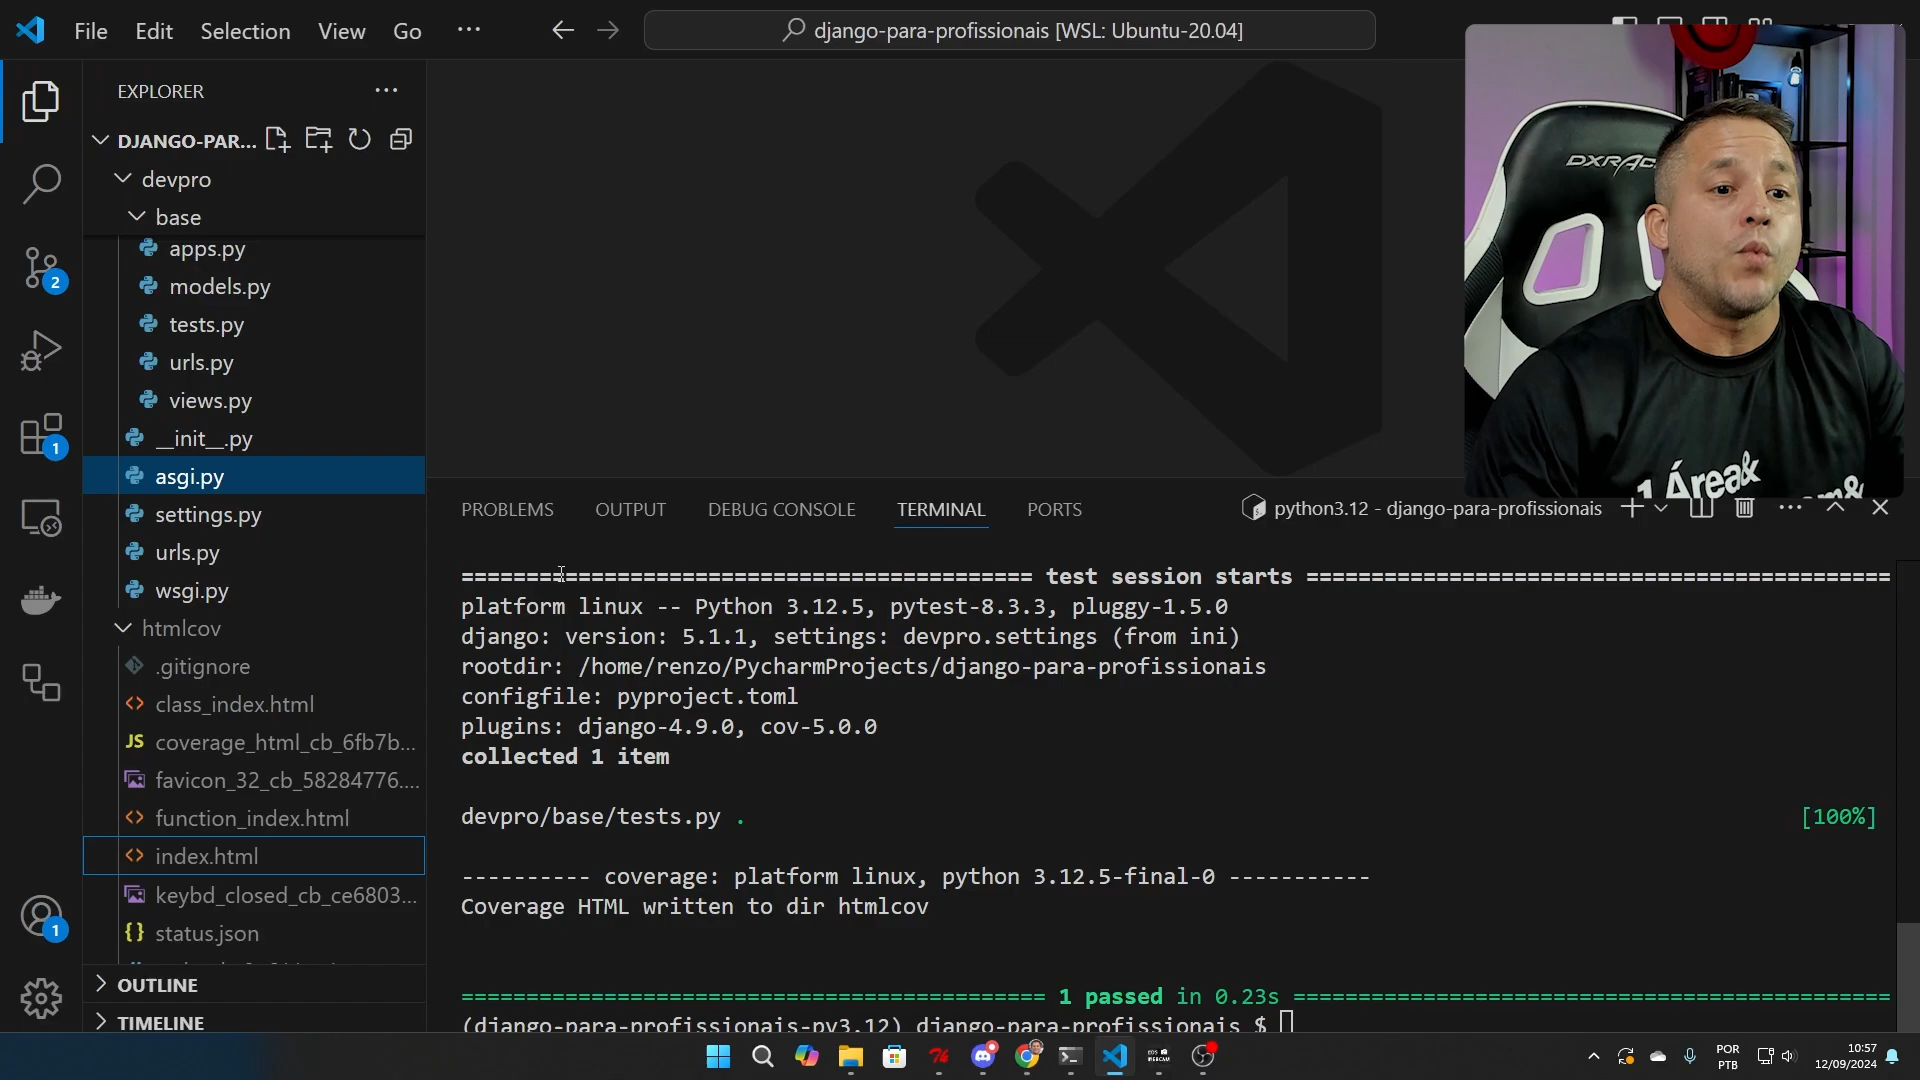 File Edit Selection View Go ...
django-para-profissionais [WSL: Ubuntu-20.04]
EXPLORER
DJANGO-PAR...
devpro
base
apps.py
models.py
tests.py
urls.py
views.py
__init__.py
asgi.py
settings.py
urls.py
wsgi.py
htmlcov
.gitignore
class_index.html
JS coverage_html_cb_6fb7b...
favicon_32_cb_58284776....
function_index.html
index.html
keybd_closed_cb_ce6803...
{} status.json
OUTLINE
TIMELINE
2
1
1
DXRAC
1 Área&
PROBLEMS OUTPUT DEBUG CONSOLE TERMINAL PORTS
python3.12 - django-para-profissionais
============================================ test session starts =============================================
platform linux -- Python 3.12.5, pytest-8.3.3, pluggy-1.5.0
django: version: 5.1.1, settings: devpro.settings (from ini)
rootdir: /home/renzo/PycharmProjects/django-para-profissionais
configfile: pyproject.toml
plugins: django-4.9.0, cov-5.0.0
collected 1 item
devpro/base/tests.py . [100%]
---------- coverage: platform linux, python 3.12.5-final-0 -----------
Coverage HTML written to dir htmlcov
============================================= 1 passed in 0.23s ==============================================
(django-para-profissionais-py3.12) django-para-profissionais $
POR
PTB
10:57
12/09/2024